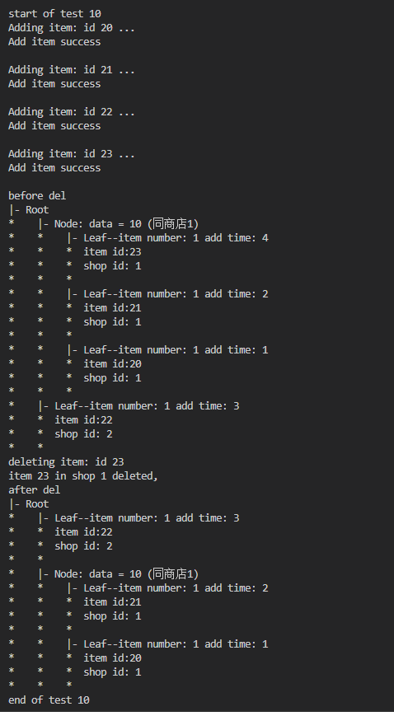 start of test 10
Adding item: id 20 ...
Add item success
Adding item: id 21 ...
Add item success
Adding item: id 22 ...
Add item success
Adding item: id 23 ...
Add item success
before del
|- Root
*    |- Node: data = 10 (同商店1)
*    *    |- Leaf--item number: 1 add time: 4
*    *    *  item id:23
*    *    *  shop id: 1
*    *    *
*    *    |- Leaf--item number: 1 add time: 2
*    *    *  item id:21
*    *    *  shop id: 1
*    *    *
*    *    |- Leaf--item number: 1 add time: 1
*    *    *  item id:20
*    *    *  shop id: 1
*    *    *
*    |- Leaf--item number: 1 add time: 3
*    *  item id:22
*    *  shop id: 2
*    *
deleting item: id 23
item 23 in shop 1 deleted,
after del
|- Root
*    |- Leaf--item number: 1 add time: 3
*    *  item id:22
*    *  shop id: 2
*    *
*    |- Node: data = 10 (同商店1)
*    *    |- Leaf--item number: 1 add time: 2
*    *    *  item id:21
*    *    *  shop id: 1
*    *    *
*    *    |- Leaf--item number: 1 add time: 1
*    *    *  item id:20
*    *    *  shop id: 1
*    *    *
end of test 10